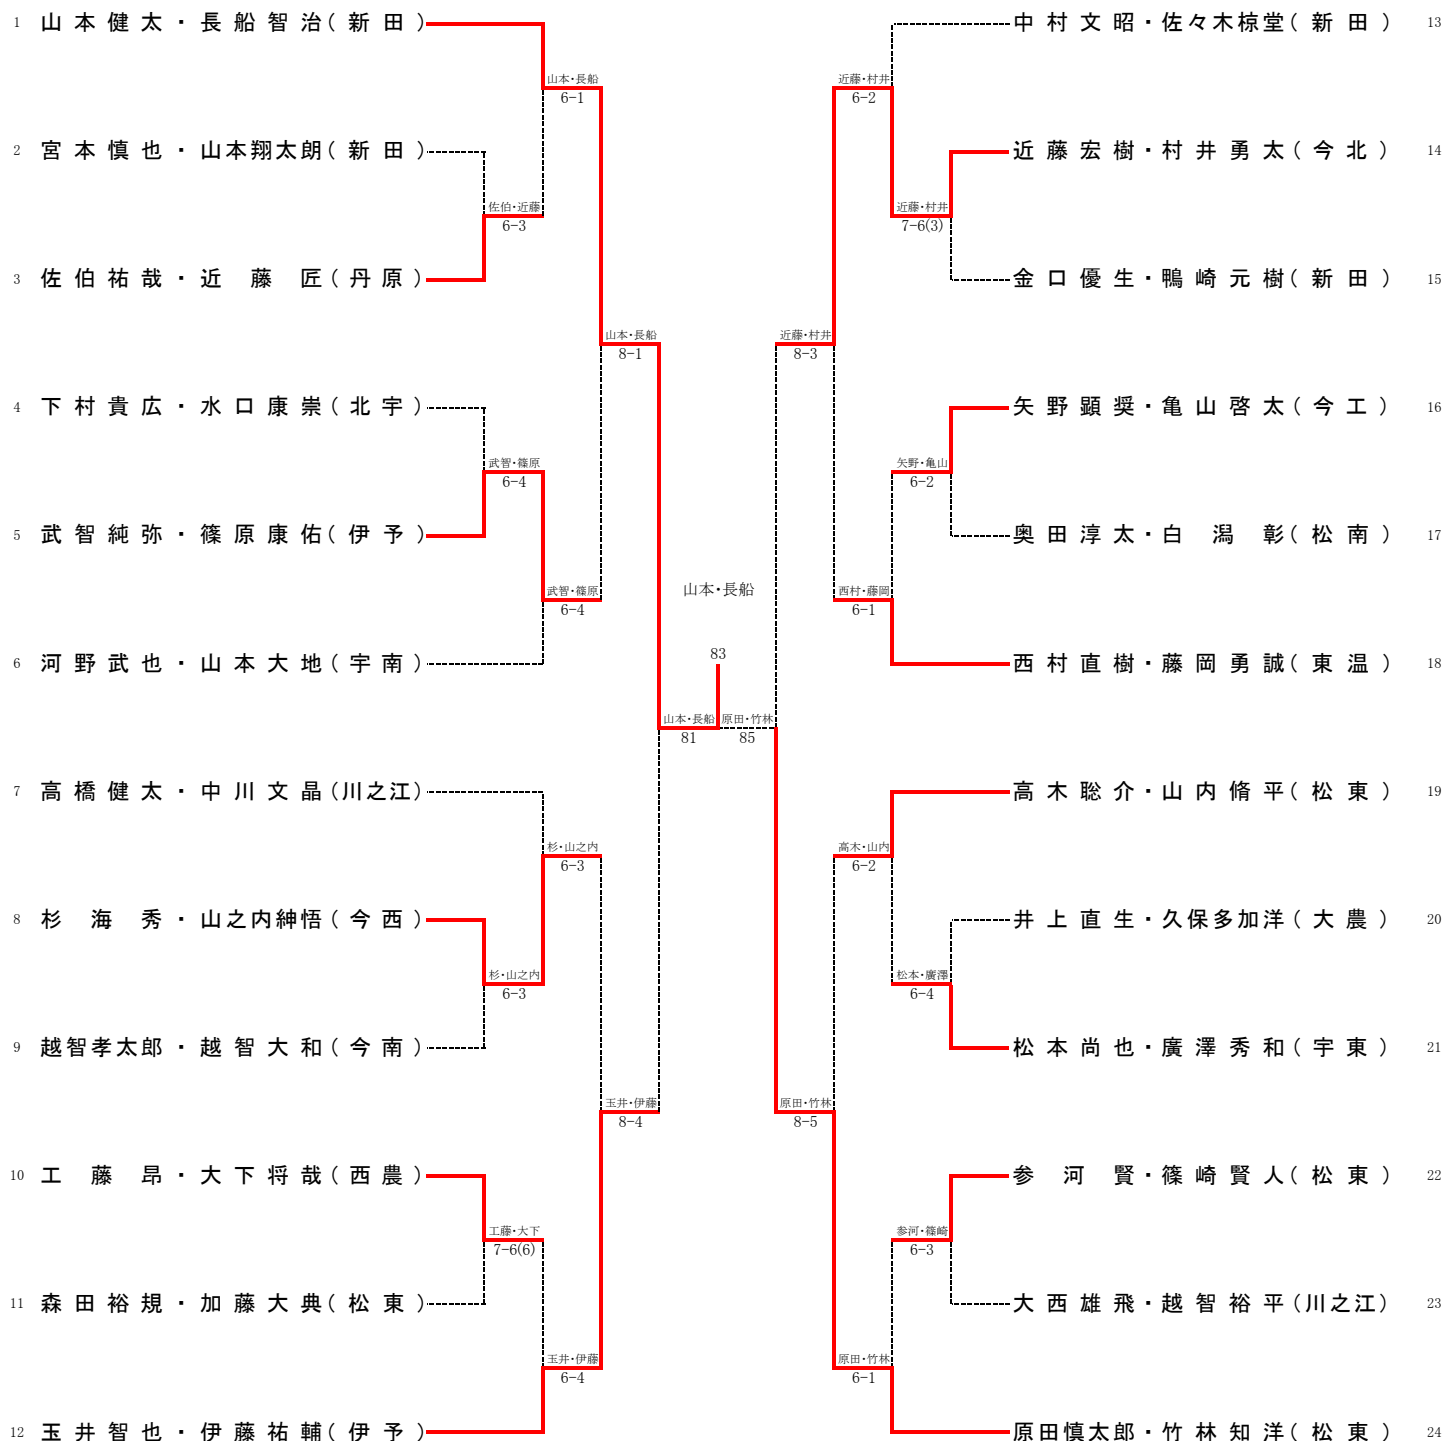 1 山本健太・長船智治(新田)
山本・長船
6-1
2 宮本慎也・山本翔太朗(新田)
佐伯・近藤
6-3
3 佐伯祐哉・近藤匠(丹原)
山本・長船
8-1
4 下村貴広・水口康崇(北宇)
武智・篠原
6-4
5 武智純弥・篠原康佑(伊予)
武智・篠原
6-4
6 河野武也・山本大地(宇南)
山本・長船
81
7 高橋健太・中川文晶(川之江)
杉・山之内
6-3
8 杉海秀・山之内紳悟(今西)
杉・山之内
6-3
9 越智孝太郎・越智大和(今南)
玉井・伊藤
8-4
10 工藤昂・大下将哉(西農)
工藤・大下
7-6(6)
11 森田裕規・加藤大典(松東)
玉井・伊藤
6-4
12 玉井智也・伊藤祐輔(伊予)
山本・長船
83
中村文昭・佐々木椋堂(新田) 13
近藤・村井
6-2
近藤宏樹・村井勇太(今北) 14
近藤・村井
7-6(3)
金口優生・鴨崎元樹(新田) 15
近藤・村井
8-3
矢野顕奨・亀山啓太(今工) 16
矢野・亀山
6-2
奥田淳太・白潟彰(松南) 17
西村・藤岡
6-1
西村直樹・藤岡勇誠(東温) 18
原田・竹林
85
高木聡介・山内脩平(松東) 19
高木・山内
6-2
井上直生・久保多加洋(大農) 20
松本・廣澤
6-4
松本尚也・廣澤秀和(宇東) 21
原田・竹林
8-5
参河賢・篠崎賢人(松東) 22
参河・篠崎
6-3
大西雄飛・越智裕平(川之江) 23
原田・竹林
6-1
原田慎太郎・竹林知洋(松東) 24